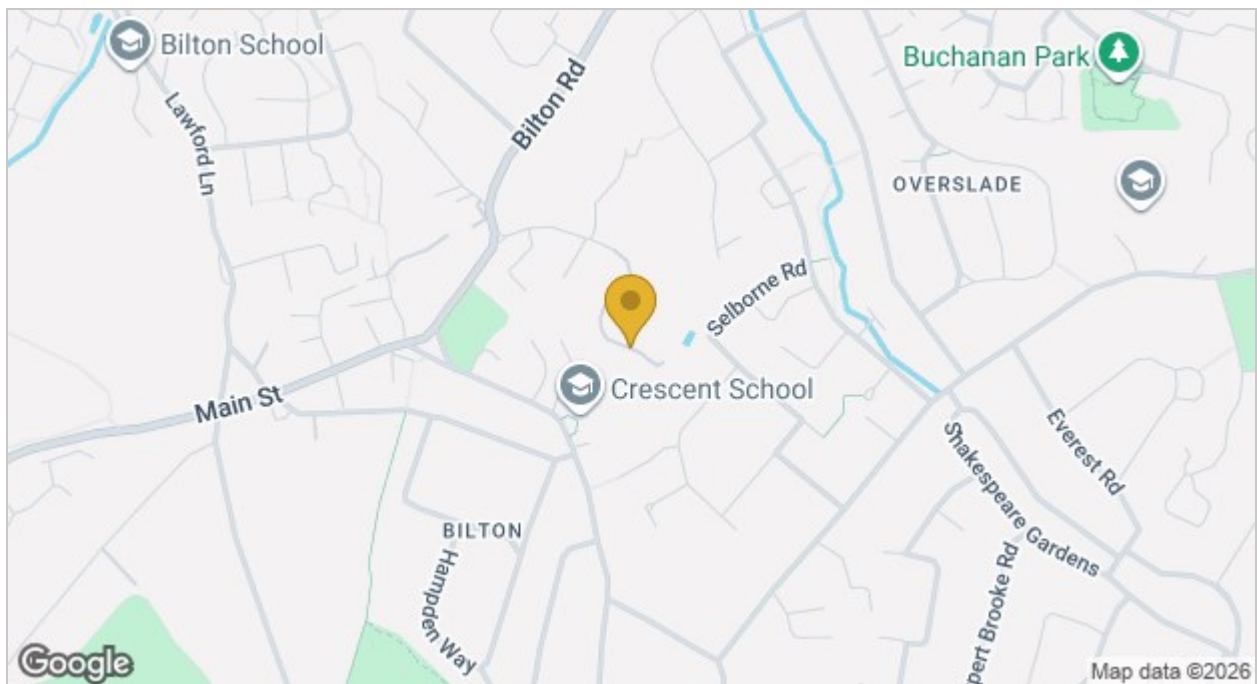 Bilton School
Buchanan Park
Bilton Rd
Lawford Ln
OVERSLADE
Selborne Rd
Crescent School
Main St
Everest Rd
Shakespeare Gardens
BILTON
Hampden Way
pert Brooke Rd
Google
Map data ©2026